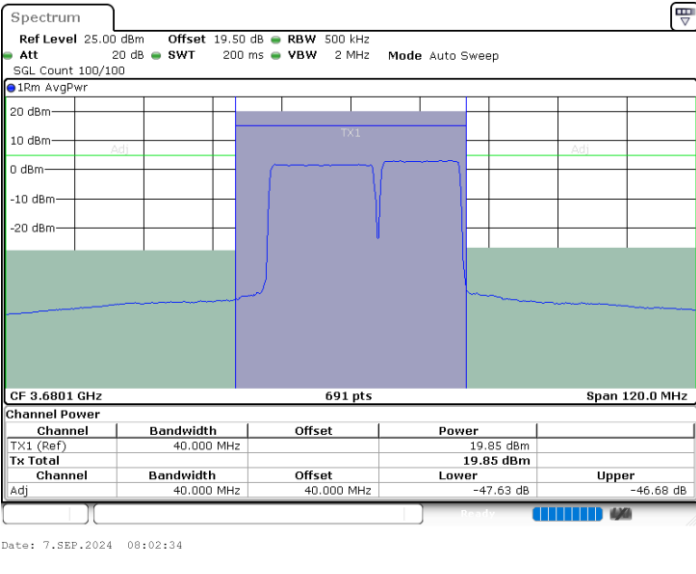 Spectrum
Ref Level 25.00 dBm Offset 19.50 dB RBW 500 kHz
Att 20 dB SWT 200 ms VBW 2 MHz Mode Auto Sweep
SGL Count 100/100
1Rm AvgPwr
20 dBm
TX1
10 dBm
Adj Adj
0 dBm
-10 dBm
-20 dBm
CF 3.6801 GHz 691 pts Span 120.0 MHz
Channel Power
Channel Bandwidth Offset Power
TX1 (Ref) 40.000 MHz 19.85 dBm
Tx Total 19.85 dBm
Channel Bandwidth Offset Lower Upper
Adj 40.000 MHz 40.000 MHz -47.63 dB -46.68 dB
Ready
Date: 7.SEP.2024 08:02:34